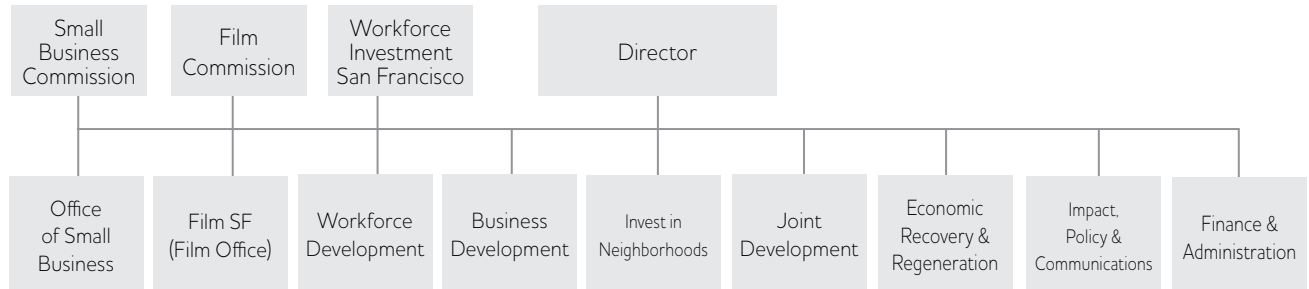 Small
Business
Commission
Film
Commission
Workforce
Investment
San Francisco
Director
Office
of Small
Business
Film SF
(Film Office)
Workforce
Development
Business
Development
Invest in
Neighborhoods
Joint
Development
Economic
Recovery &
Regeneration
Impact,
Policy &
Communications
Finance &
Administration